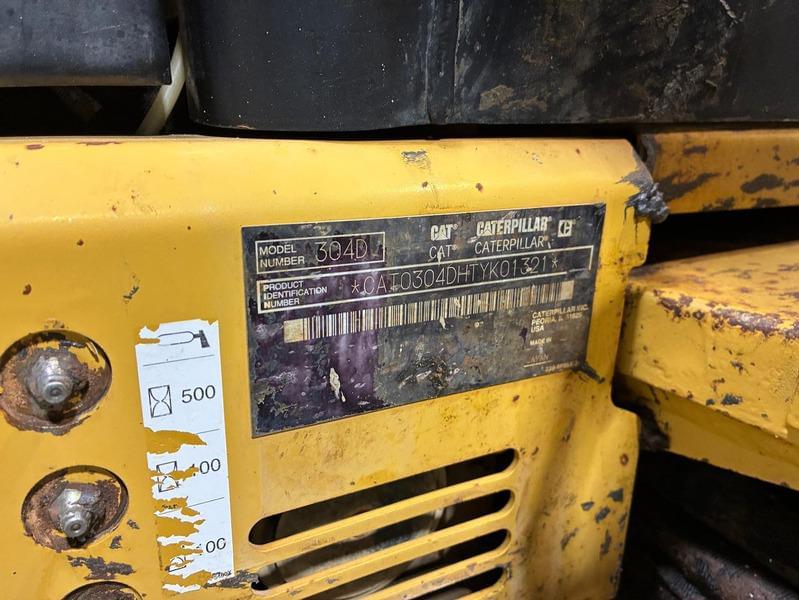 CAT CATERPILLAR C
CAT CATERPILLAR
MODEL NUMBER 304D
PRODUCT IDENTIFICATION NUMBER *CAT0304DHTYK01321*
CATERPILLAR INC.
PEORIA, IL
USA
MADE IN
500